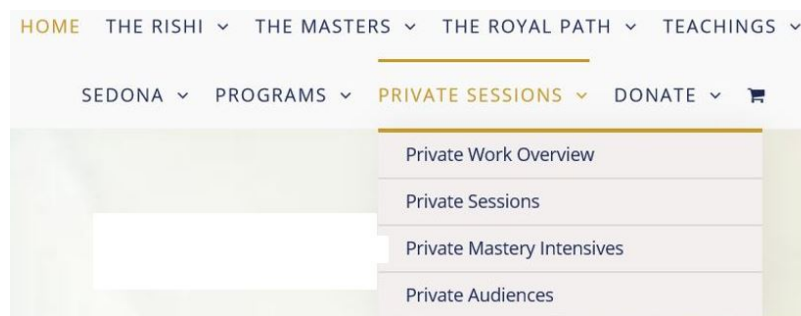 HOME THE RISHI THE MASTERS THE ROYAL PATH TEACHINGS
SEDONA PROGRAMS PRIVATE SESSIONS DONATE
Private Work Overview
Private Sessions
Private Mastery Intensives
Private Audiences